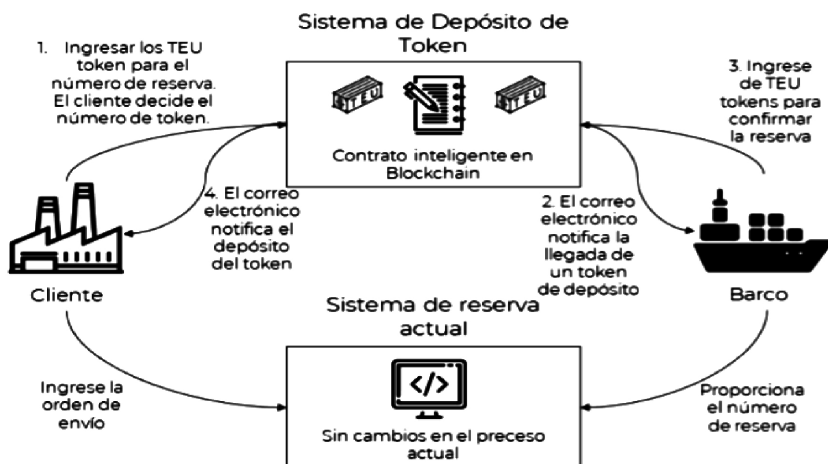 Sistema de Depósito de
Token
1. Ingresar los TEU
token para el
número de reserva.
El cliente decide el
número de token.
TEU
TEU
Contrato inteligente en
Blockchain
3. Ingrese
de TEU
tokens para
confirmar
la reserva
4. El correo
electrónico
notifica el
depósito
del token
2. El correo
electrónico
notifica la
llegada de
un token
de depósito
Cliente
Barco
Sistema de reserva
actual
Ingrese la
orden de
envío
</>
Sin cambios en el preceso
actual
Proporciona
el número
de reserva